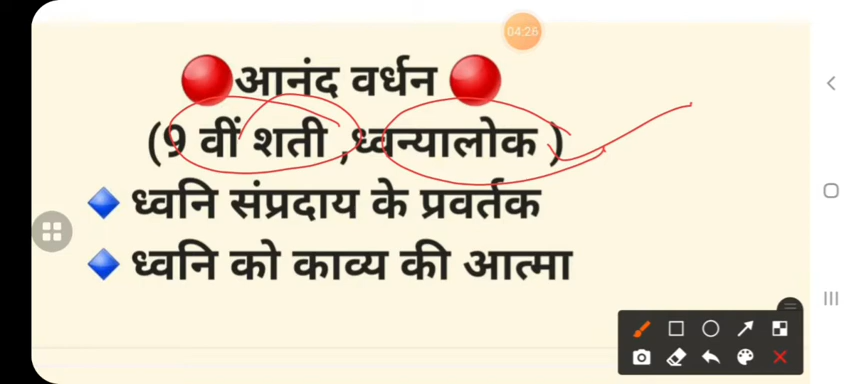 04:26
आनंद वर्धन
(9 वीं शती ,ध्वन्यालोक )
ध्वनि संप्रदाय के प्रवर्तक
ध्वनि को काव्य की आत्मा